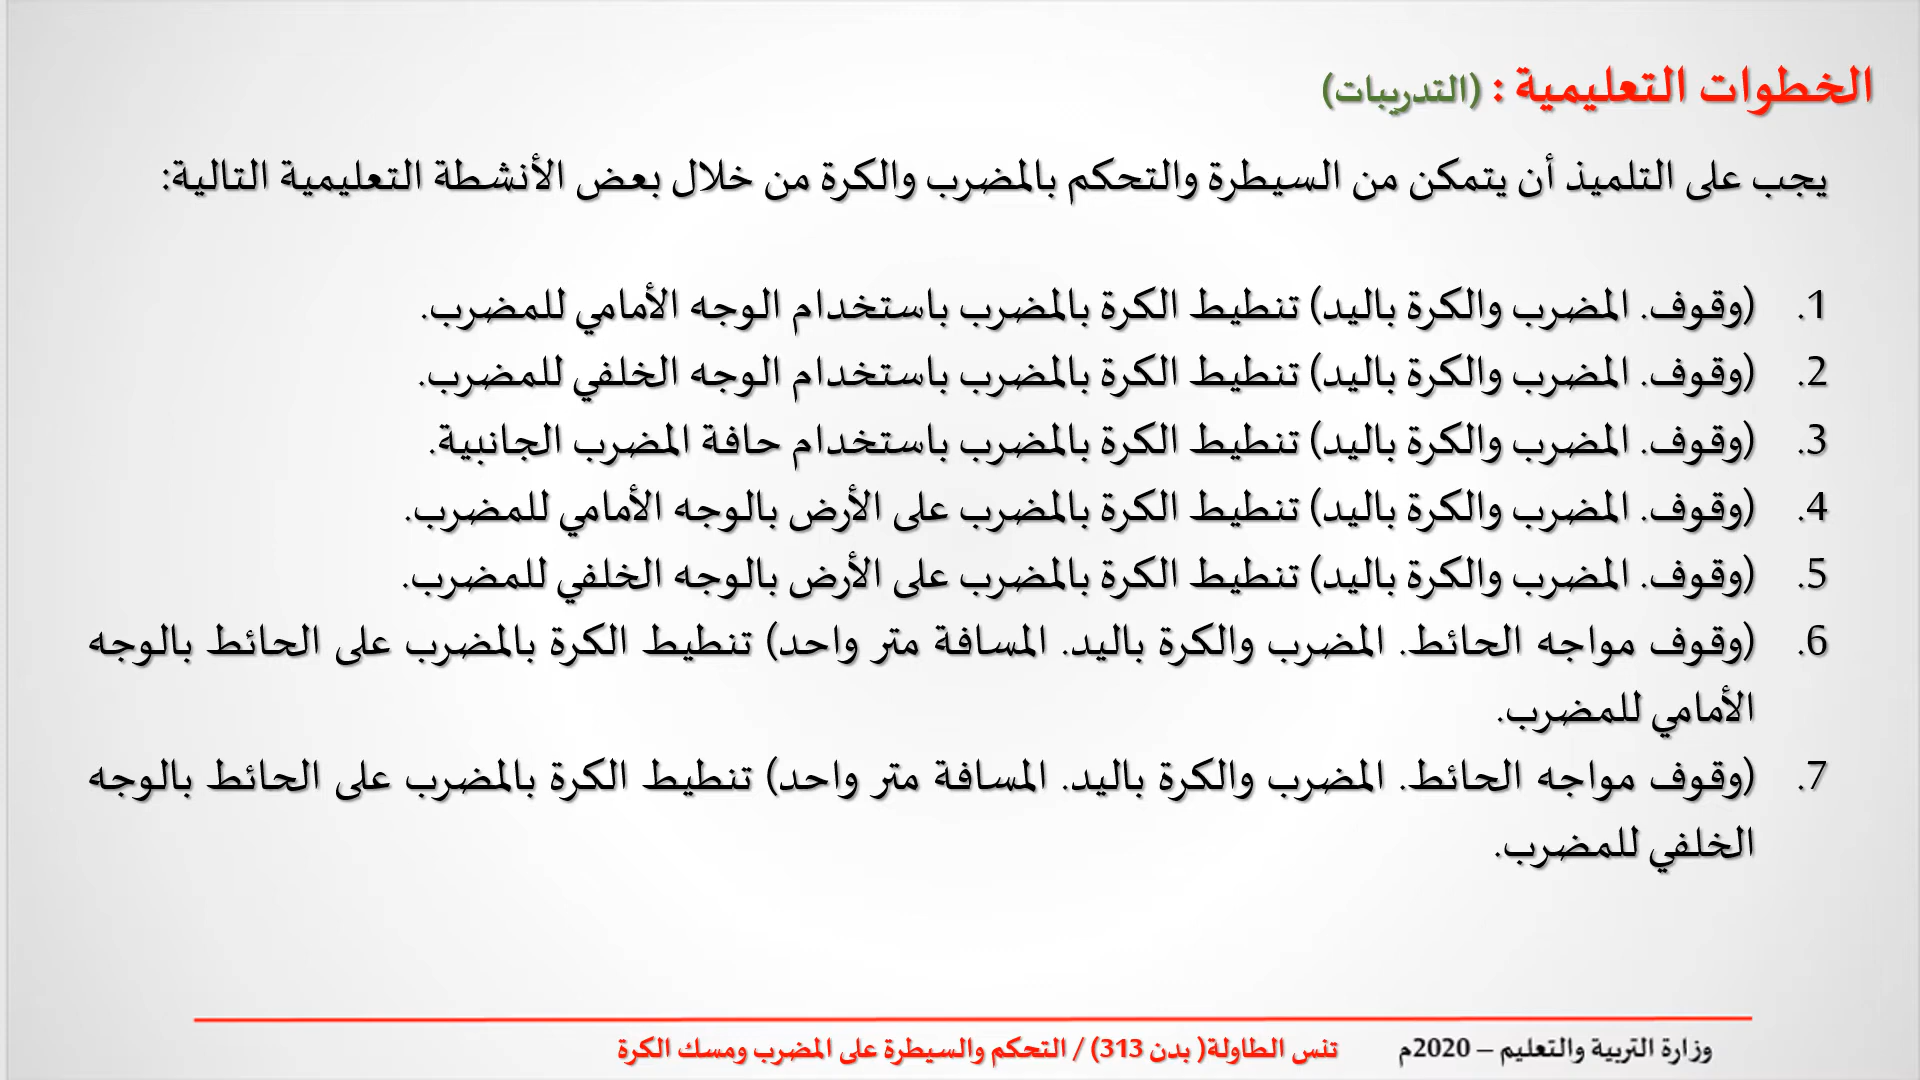 الخطوات التعليمية : (التدريبات)
يجب على التلميذ أن يتمكن من السيطرة والتحكم بالمضرب والكرة من خلال بعض الأنشطة التعليمية التالية:
1. (وقوف. المضرب والكرة باليد) تنطيط الكرة بالمضرب باستخدام الوجه الأمامي للمضرب.
2. (وقوف. المضرب والكرة باليد) تنطيط الكرة بالمضرب باستخدام الوجه الخلفي للمضرب.
3. (وقوف. المضرب والكرة باليد) تنطيط الكرة بالمضرب باستخدام حافة المضرب الجانبية.
4. (وقوف. المضرب والكرة باليد) تنطيط الكرة بالمضرب على الأرض بالوجه الأمامي للمضرب.
5. (وقوف. المضرب والكرة باليد) تنطيط الكرة بالمضرب على الأرض بالوجه الخلفي للمضرب.
6. (وقوف مواجه الحائط. المضرب والكرة باليد. المسافة متر واحد) تنطيط الكرة بالمضرب على الحائط بالوجه
الأمامي للمضرب.
7. (وقوف مواجه الحائط. المضرب والكرة باليد. المسافة متر واحد) تنطيط الكرة بالمضرب على الحائط بالوجه
الخلفي للمضرب.
وزارة التربية والتعليم – 2020م تنس الطاولة( بدن 313) / التحكم والسيطرة على المضرب ومسك الكرة